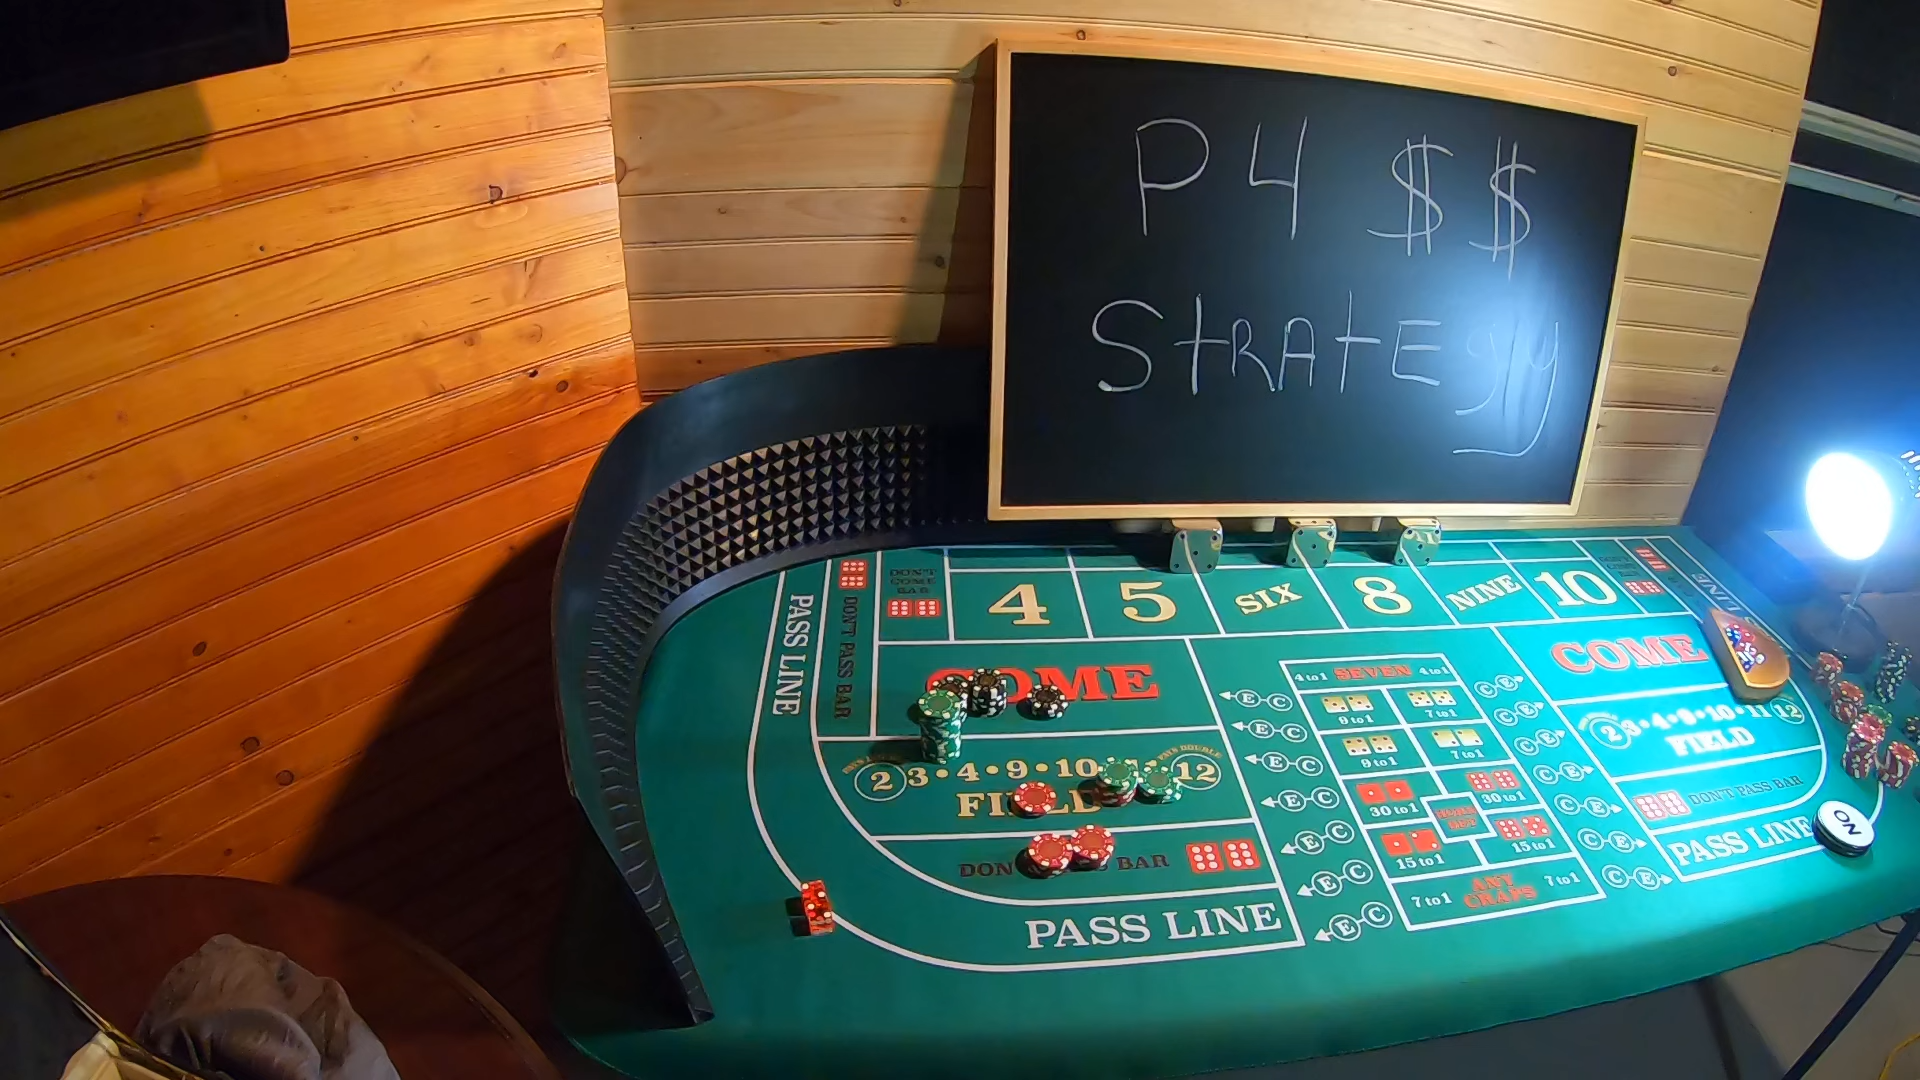 P4 $$
StRAtEgy
PASS LINE
DON'T PASS BAR
DON'T
COME
BAR
4
5
SIX
8
NINE
10
COME
COME
4 to 1 SEVEN 4 to 1
9 to 1 7 to 1
9 to 1 7 to 1
30 to 1 30 to 1
15 to 1 15 to 1
7 to 1 ANY CRAPS 7 to 1
E C
E C
E C
E C
E C
E C
E C
C E
C E
C E
C E
C E
C E
C E
2 3 • 4 • 9 • 10 12
PAYS DOUBLE
DON BAR
PASS LINE
2 3 • 4 • 9 • 10 • 11 12
FIELD
DON'T PASS BAR
PASS LINE
LINE
ON